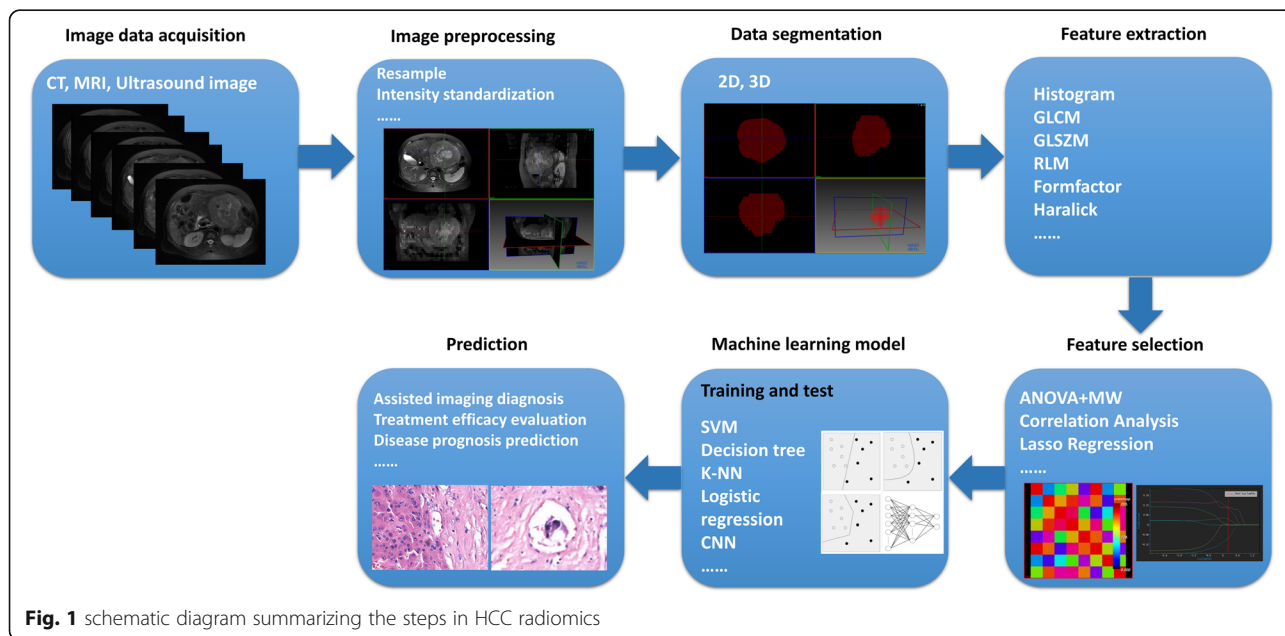 Image data acquisition
CT, MRI, Ultrasound image
Image preprocessing
Resample
Intensity standardization
……
Data segmentation
2D, 3D
Feature extraction
Histogram
GLCM
GLSZM
RLM
Formfactor
Haralick
……
Feature selection
ANOVA+MW
Correlation Analysis
Lasso Regression
……
Machine learning model
Training and test
SVM
Decision tree
K-NN
Logistic
regression
CNN
……
Prediction
Assisted imaging diagnosis
Treatment efficacy evaluation
Disease prognosis prediction
……
Fig. 1 schematic diagram summarizing the steps in HCC radiomics